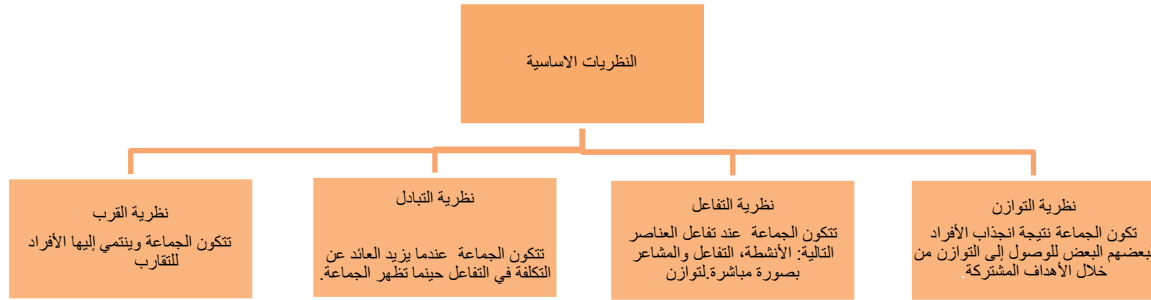 النظريات الاساسية
نظرية التوازن
تكون الجماعة نتيجة انجذاب الأفراد
بعضهم البعض للوصول إلى التوازن من
خلال الأهداف المشتركة.
نظرية التفاعل
تتكون الجماعة عند تفاعل العناصر
التالية: الأنشطة، التفاعل والمشاعر
بصورة مباشرة.لتوازن
نظرية التبادل
تتكون الجماعة عندما يزيد العائد عن
التكلفة في التفاعل حينما تظهر الجماعة.
نظرية القرب
تتكون الجماعة وينتمي إليها الأفراد
للتقارب